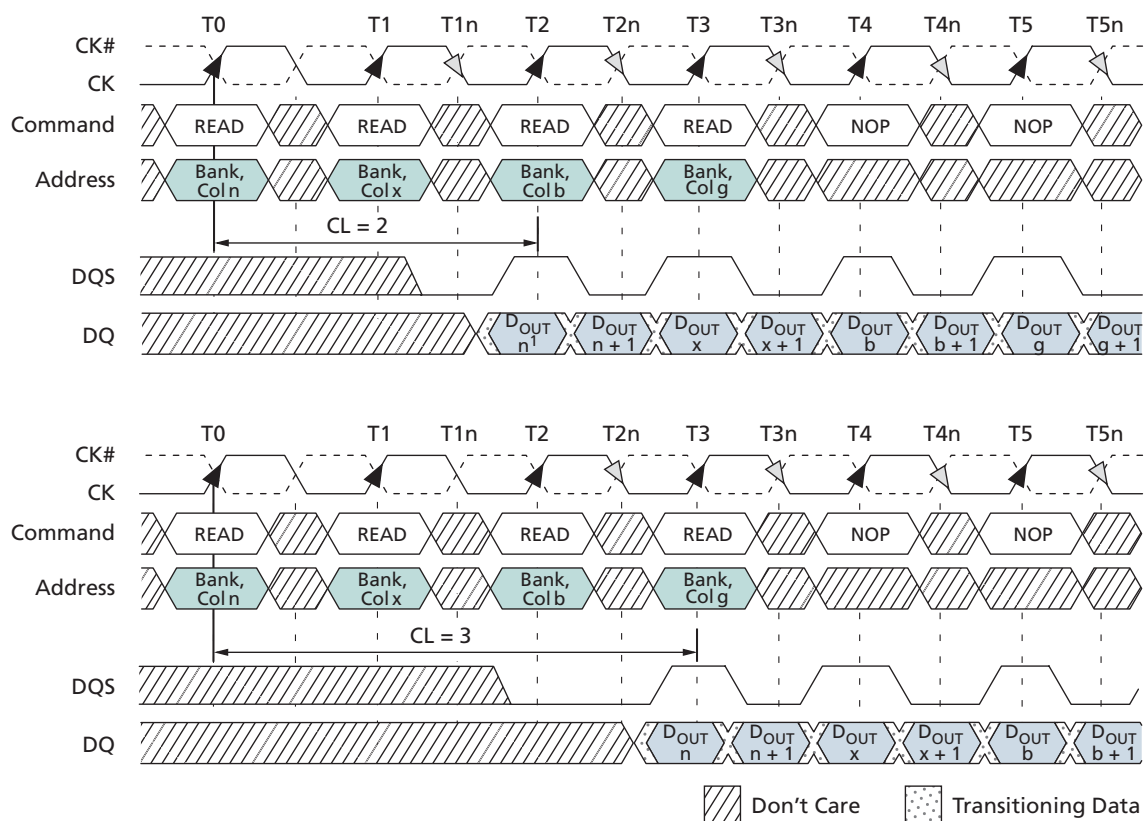 T0 T1 T1n T2 T2n T3 T3n T4 T4n T5 T5n
CK#
CK
Command READ READ READ READ NOP NOP
Address Bank, Col n Bank, Col x Bank, Col b Bank, Col g
CL = 2
DQS
DQ DOUT n1 DOUT n + 1 DOUT x DOUT x + 1 DOUT b DOUT b + 1 DOUT g DOUT g + 1
T0 T1 T1n T2 T2n T3 T3n T4 T4n T5 T5n
CK#
CK
Command READ READ READ READ NOP NOP
Address Bank, Col n Bank, Col x Bank, Col b Bank, Col g
CL = 3
DQS
DQ DOUT n DOUT n + 1 DOUT x DOUT x + 1 DOUT b DOUT b + 1
Don't Care Transitioning Data